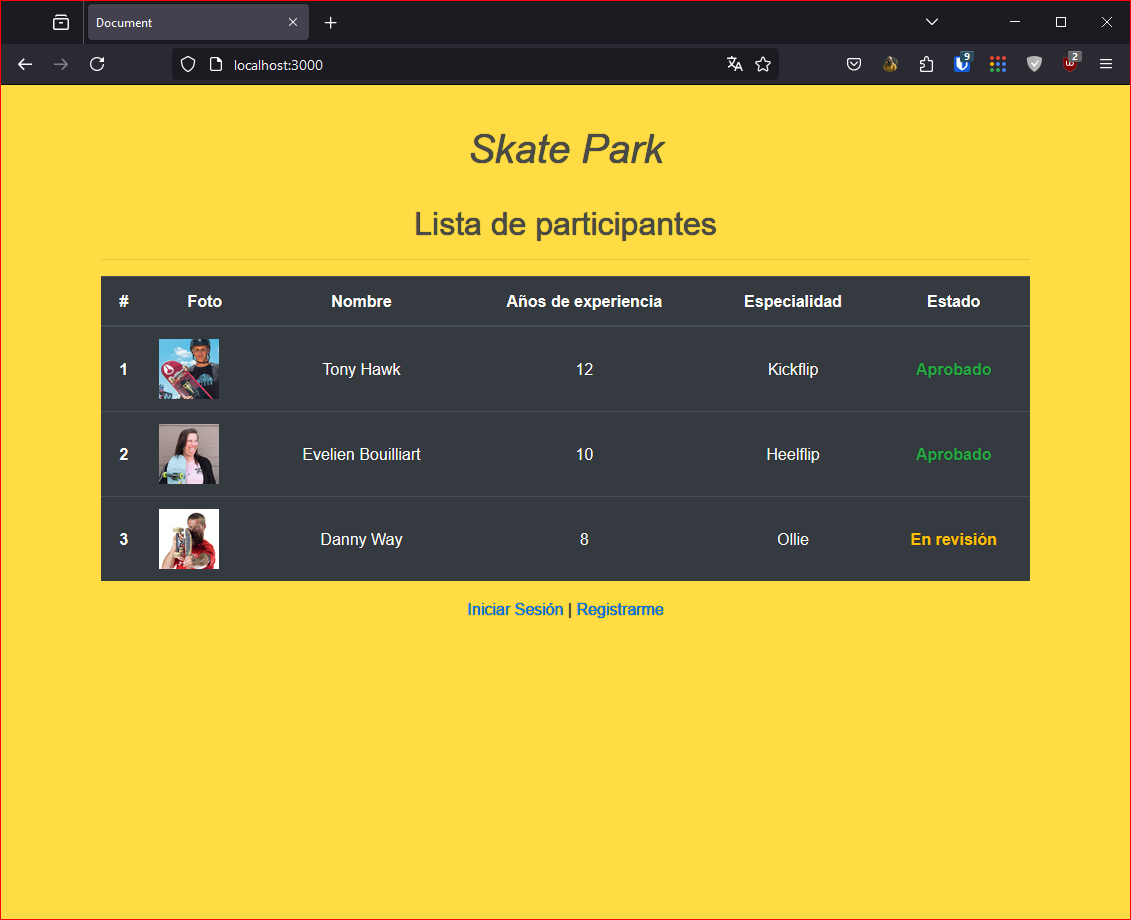 Document
localhost:3000
9
2
Skate Park
Lista de participantes
# Foto Nombre Años de experiencia Especialidad Estado
1 Tony Hawk 12 Kickflip Aprobado
2 Evelien Bouilliart 10 Heelflip Aprobado
3 Danny Way 8 Ollie En revisión
Iniciar Sesión | Registrarme